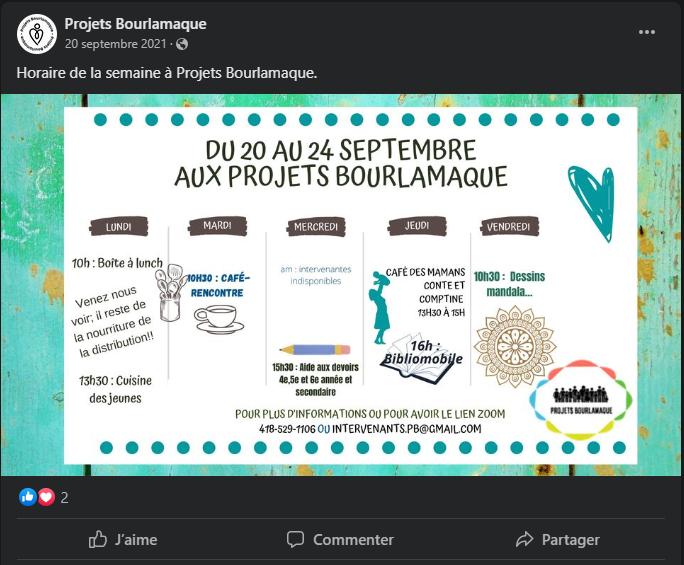 Projets Bourlamaque
20 septembre 2021 ·
Horaire de la semaine à Projets Bourlamaque.
DU 20 AU 24 SEPTEMBRE
AUX PROJETS BOURLAMAQUE
LUNDI
10h : Boîte à lunch
Venez nous
voir; il reste de
la nourriture de
la distribution!!
13h30 : Cuisine
des jeunes
MARDI
10H30 : CAFÉ-
RENCONTRE
MERCREDI
am : intervenantes
indisponibles
15h30 : Aide aux devoirs
4e,5e et 6e année et
secondaire
JEUDI
CAFÉ DES MAMANS
CONTE ET
COMPTINE
13H30 À 15H
16h :
Bibliomobile
VENDREDI
10h30 : Dessins
mandala...
PROJETS BOURLAMAQUE
POUR PLUS D'INFORMATIONS OU POUR AVOIR LE LIEN ZOOM
418-529-1106 OU INTERVENANTS.PB@GMAIL.COM
2
J'aime
Commenter
Partager